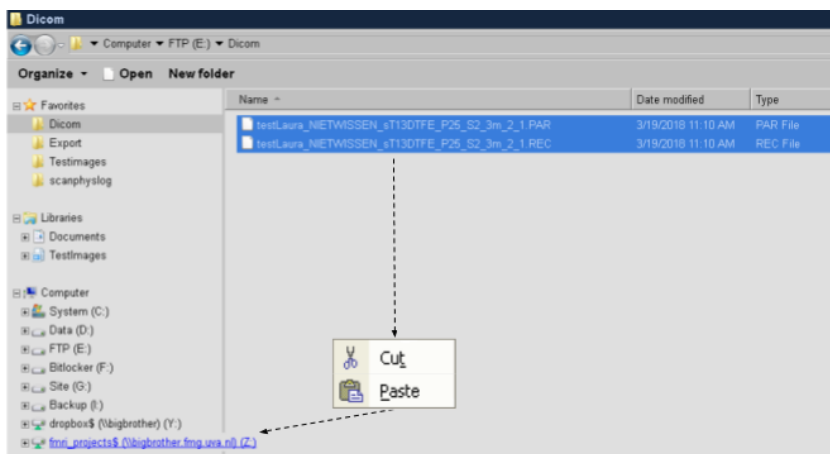 Dicom
Computer FTP (E:) Dicom
Organize Open New folder
Name Date modified Type
Favorites
Dicom
Export
Testimages
scanphyslog
testLaura_NIETWISSEN_sT13DTFE_P25_S2_3m_2_1.PAR 3/19/2018 11:10 AM PAR File
testLaura_NIETWISSEN_sT13DTFE_P25_S2_3m_2_1.REC 3/19/2018 11:10 AM REC File
Libraries
Documents
TestImages
Computer
System (C:)
Data (D:)
FTP (E:)
Bitlocker (F:)
Site (G:)
Backup (I:)
dropbox$ (\\bigbrother) (Y:)
fmri_projects$ (\\bigbrother.fmg.uva.nl) (Z:)
Cut
Paste